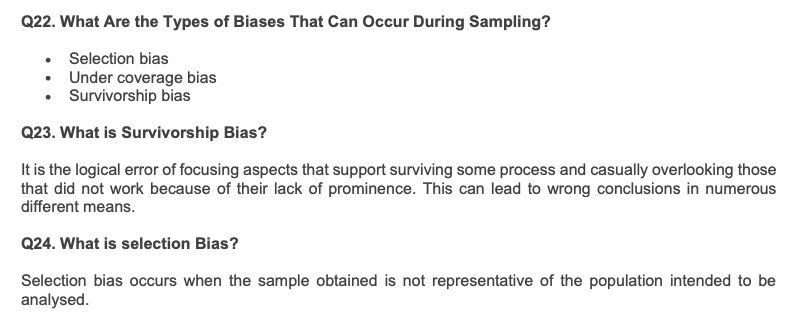 Q22. What Are the Types of Biases That Can Occur During Sampling?
• Selection bias
• Under coverage bias
• Survivorship bias
Q23. What is Survivorship Bias?
It is the logical error of focusing aspects that support surviving some process and casually overlooking those
that did not work because of their lack of prominence. This can lead to wrong conclusions in numerous
different means.
Q24. What is selection Bias?
Selection bias occurs when the sample obtained is not representative of the population intended to be
analysed.